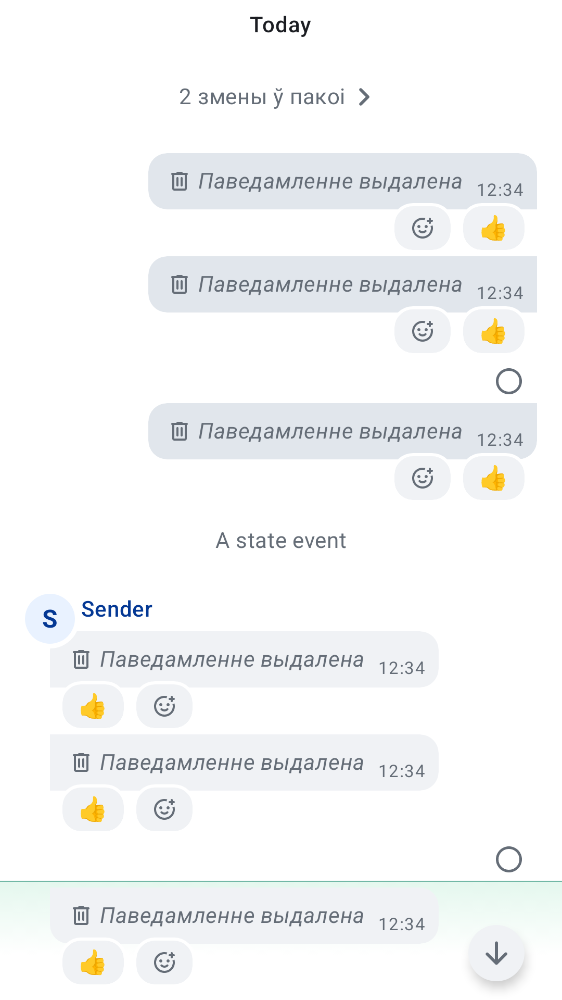 Today
2 змены ў пакоі
Паведамленне выдалена 12:34
👍
Паведамленне выдалена 12:34
👍
Паведамленне выдалена 12:34
👍
A state event
S Sender
Паведамленне выдалена 12:34
👍
Паведамленне выдалена 12:34
👍
Паведамленне выдалена 12:34
👍